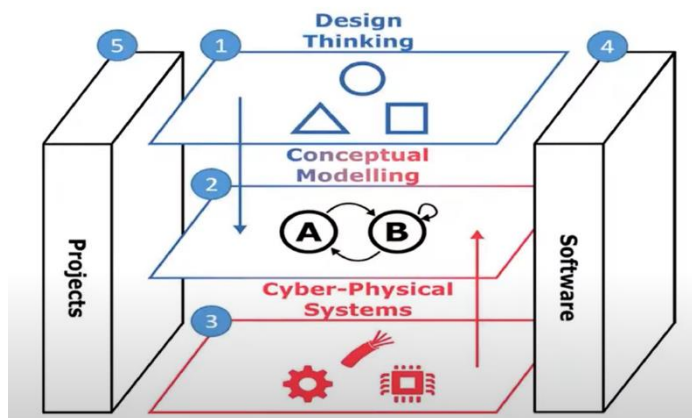 5
1
Design
Thinking
4
Conceptual
Modelling
2
A
B
Projects
Software
Cyber-Physical
Systems
3